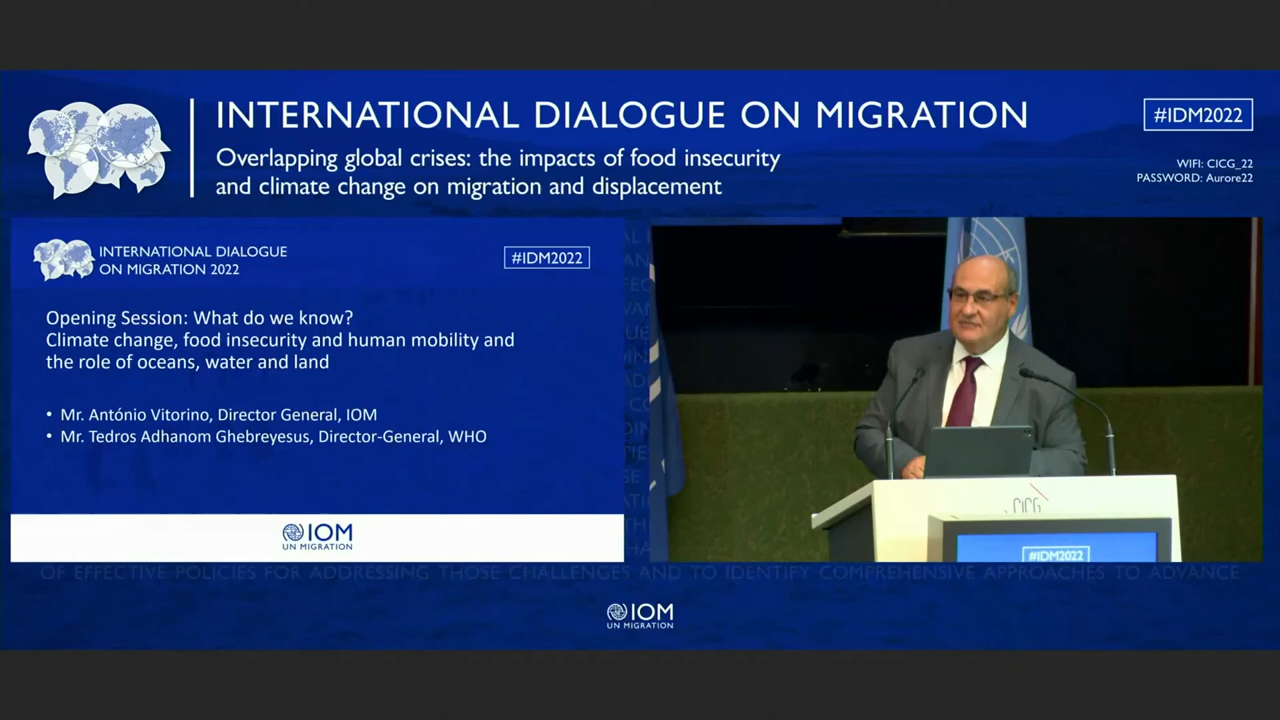 INTERNATIONAL DIALOGUE ON MIGRATION
Overlapping global crises: the impacts of food insecurity
and climate change on migration and displacement
#IDM2022
WIFI: CICG_22
PASSWORD: Aurore22
INTERNATIONAL DIALOGUE
ON MIGRATION 2022
#IDM2022
Opening Session: What do we know?
Climate change, food insecurity and human mobility and
the role of oceans, water and land
• Mr. António Vitorino, Director General, IOM
• Mr. Tedros Adhanom Ghebreyesus, Director-General, WHO
IOM
UN MIGRATION
CiCG
#IDM2022
OF EFFECTIVE POLICIES FOR ADDRESSING THOSE CHALLENGES AND TO IDENTIFY COMPREHENSIVE APPROACHES TO ADVANCE
IOM
UN MIGRATION